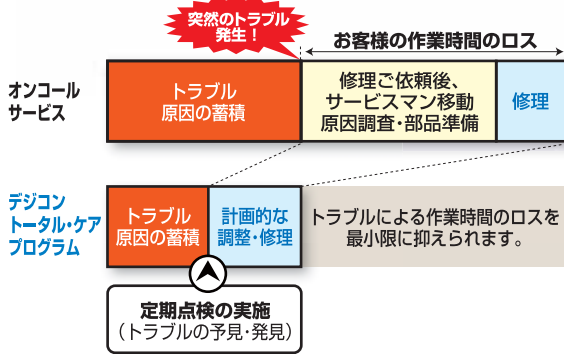 突然のトラブル
発生！
お客様の作業時間のロス
オンコール
サービス
トラブル
原因の蓄積
修理ご依頼後、
サービスマン移動
原因調査・部品準備
修理
デジコン
トータル・ケア
プログラム
トラブル
原因の蓄積
計画的な
調整・修理
トラブルによる作業時間のロスを
最小限に抑えられます。
定期点検の実施
（トラブルの予見・発見）